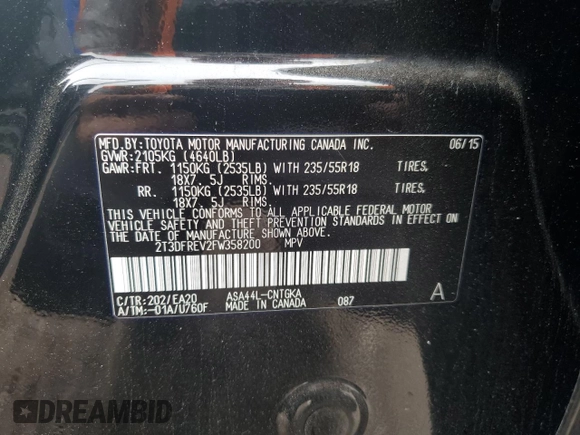 MFD.BY:TOYOTA MOTOR MANUFACTURING CANADA INC. 06/15
GVWR:2105KG (4640LB)
GAWR:FRT. 1150KG (2535LB) WITH 235/55R18 TIRES,
18X7. 5J RIMS.
RR. 1150KG (2535LB) WITH 235/55R18 TIRES,
18X7. 5J RIMS.
THIS VEHICLE CONFORMS TO ALL APPLICABLE FEDERAL MOTOR
VEHICLE SAFETY AND THEFT PREVENTION STANDARDS IN EFFECT ON
THE DATE OF MANUFACTURE SHOWN ABOVE.
2T3DFREV2FW358200 MPV
C/TR:202/EA20 ASA44L-CNTGKA A
A/TM:-01A/U760F MADE IN CANADA 087
DREAMBID